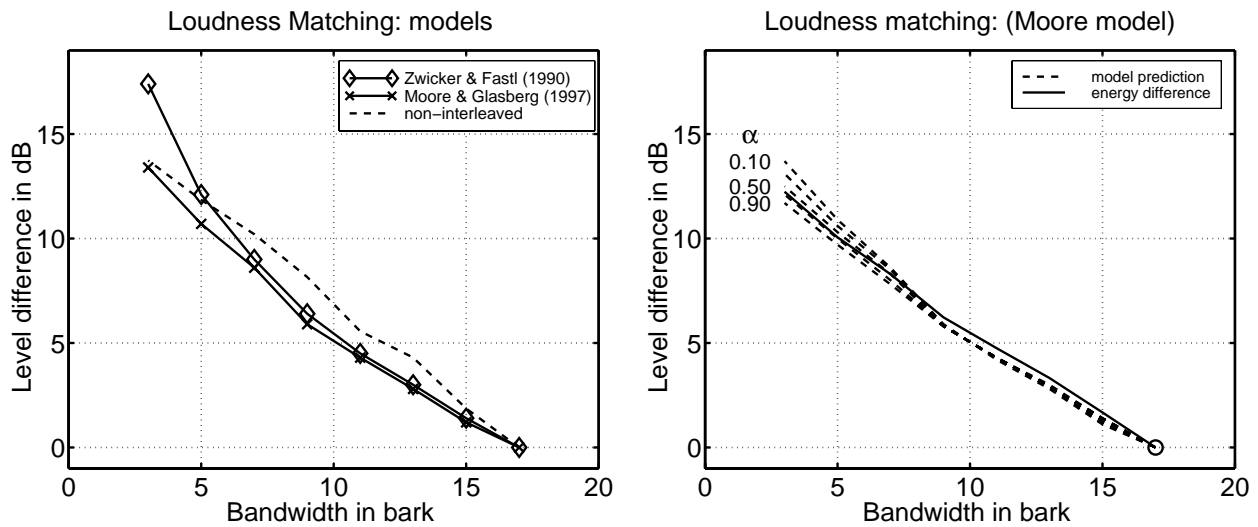 Loudness Matching: models
Zwicker & Fastl (1990)
Moore & Glasberg (1997)
non−interleaved
Level difference in dB
15
10
5
0
0 5 10 15 20
Bandwidth in bark
Loudness matching: (Moore model)
model prediction
energy difference
α
0.10
0.50
0.90
Level difference in dB
15
10
5
0
0 5 10 15 20
Bandwidth in bark